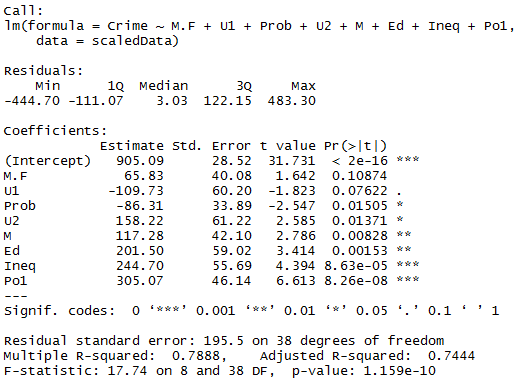 Call:
lm(formula = Crime ~ M.F + U1 + Prob + U2 + M + Ed + Ineq + Po1,
    data = scaledData)
Residuals:
    Min      1Q  Median      3Q     Max
-444.70 -111.07    3.03  122.15  483.30
Coefficients:
            Estimate Std. Error t value Pr(>|t|)
(Intercept)   905.09      28.52  31.731  < 2e-16 ***
M.F            65.83      40.08   1.642  0.10874
U1           -109.73      60.20  -1.823  0.07622 .
Prob          -86.31      33.89  -2.547  0.01505 *
U2            158.22      61.22   2.585  0.01371 *
M             117.28      42.10   2.786  0.00828 **
Ed            201.50      59.02   3.414  0.00153 **
Ineq          244.70      55.69   4.394 8.63e-05 ***
Po1           305.07      46.14   6.613 8.26e-08 ***
---
Signif. codes:  0 ‘***’ 0.001 ‘**’ 0.01 ‘*’ 0.05 ‘.’ 0.1 ‘ ’ 1
Residual standard error: 195.5 on 38 degrees of freedom
Multiple R-squared:  0.7888,    Adjusted R-squared:  0.7444
F-statistic: 17.74 on 8 and 38 DF,  p-value: 1.159e-10